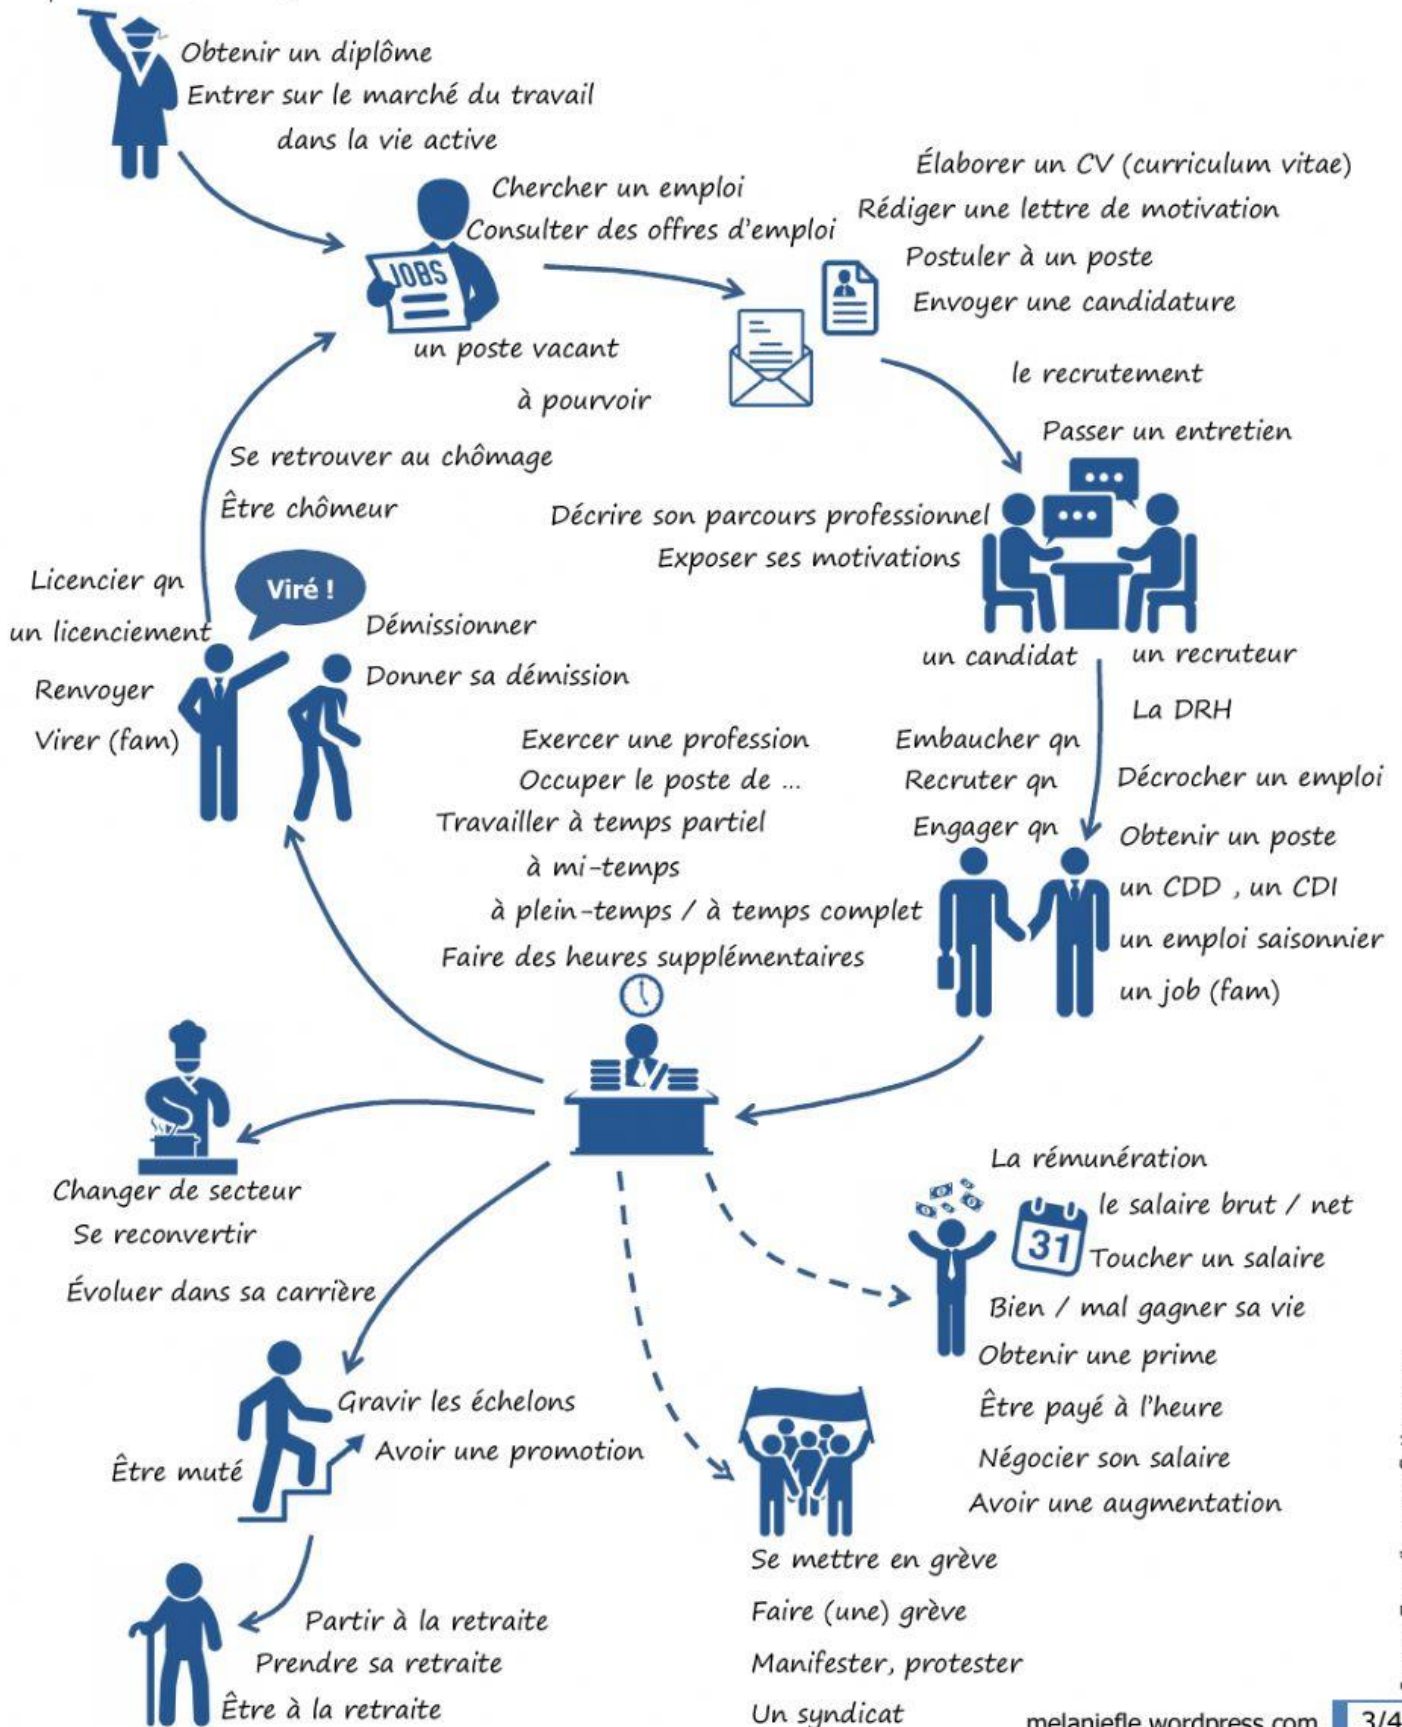 Obtenir un diplôme
Entrer sur le marché du travail
dans la vie active
Chercher un emploi
Consulter des offres d'emploi
JOBS
un poste vacant
à pourvoir
Élaborer un CV (curriculum vitae)
Rédiger une lettre de motivation
Postuler à un poste
Envoyer une candidature
le recrutement
Passer un entretien
Décrire son parcours professionnel
Exposer ses motivations
un candidat
un recruteur
La DRH
Embaucher qn
Recruter qn
Engager qn
Décrocher un emploi
Obtenir un poste
un CDD , un CDI
un emploi saisonnier
un job (fam)
Exercer une profession
Occuper le poste de ...
Travailler à temps partiel
à mi-temps
à plein-temps / à temps complet
Faire des heures supplémentaires
Se retrouver au chômage
Être chômeur
Licencier qn
un licenciement
Renvoyer
Virer (fam)
Viré !
Démissionner
Donner sa démission
Changer de secteur
Se reconvertir
Évoluer dans sa carrière
Gravir les échelons
Avoir une promotion
Être muté
Partir à la retraite
Prendre sa retraite
Être à la retraite
La rémunération
le salaire brut / net
31
Toucher un salaire
Bien / mal gagner sa vie
Obtenir une prime
Être payé à l'heure
Négocier son salaire
Avoir une augmentation
Se mettre en grève
Faire (une) grève
Manifester, protester
Un syndicat
melaniefle.wordpress.com
3/4